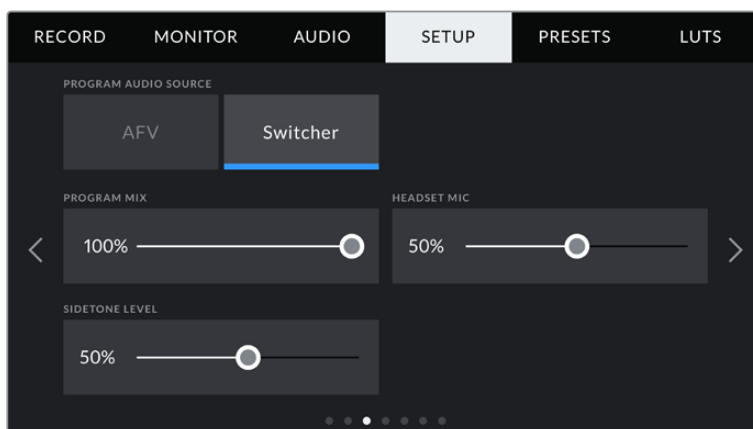 RECORD MONITOR AUDIO SETUP PRESETS LUTS
PROGRAM AUDIO SOURCE
AFV Switcher
PROGRAM MIX HEADSET MIC
100% 50%
SIDETONE LEVEL
50%